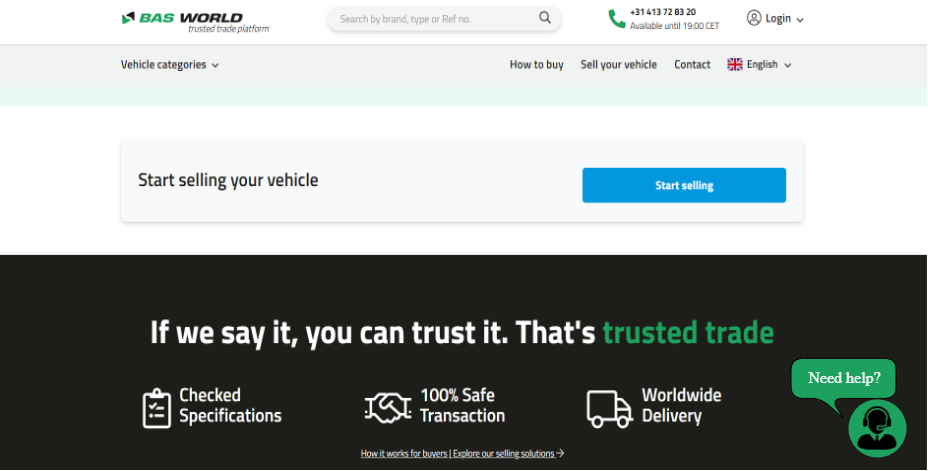 BAS WORLD
trusted trade platform
Search by brand, type or Ref no.
+31 413 72 83 20
Available until 19:00 CET
Login
Vehicle categories
How to buy
Sell your vehicle
Contact
English
Start selling your vehicle
Start selling
If we say it, you can trust it. That's trusted trade
Need help?
Checked
Specifications
100% Safe
Transaction
Worldwide
Delivery
How it works for buyers | Explore our selling solutions